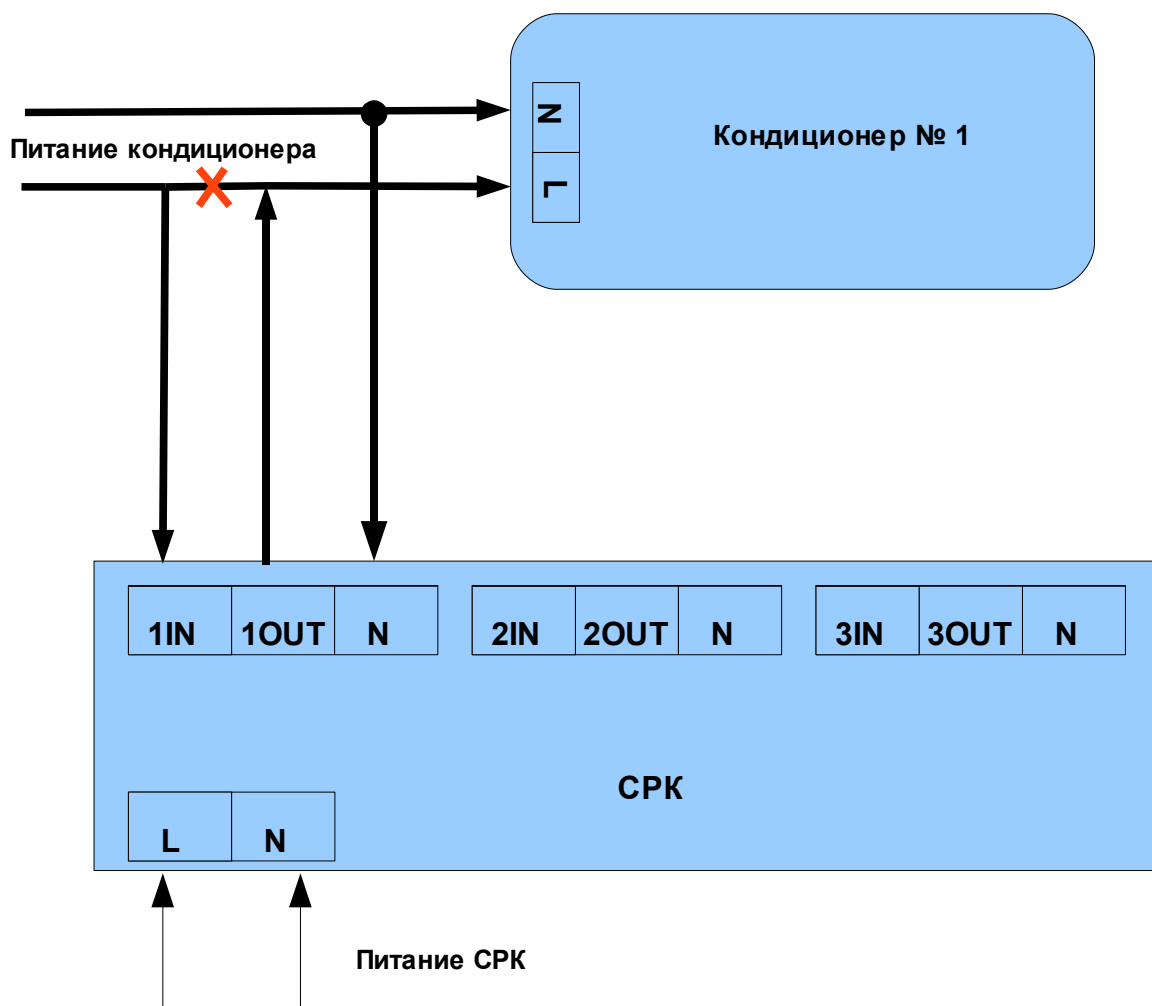 N
Кондиционер № 1
Питание кондиционера
L
1IN 1OUT N 2IN 2OUT N 3IN 3OUT N
СРК
L N
Питание СРК